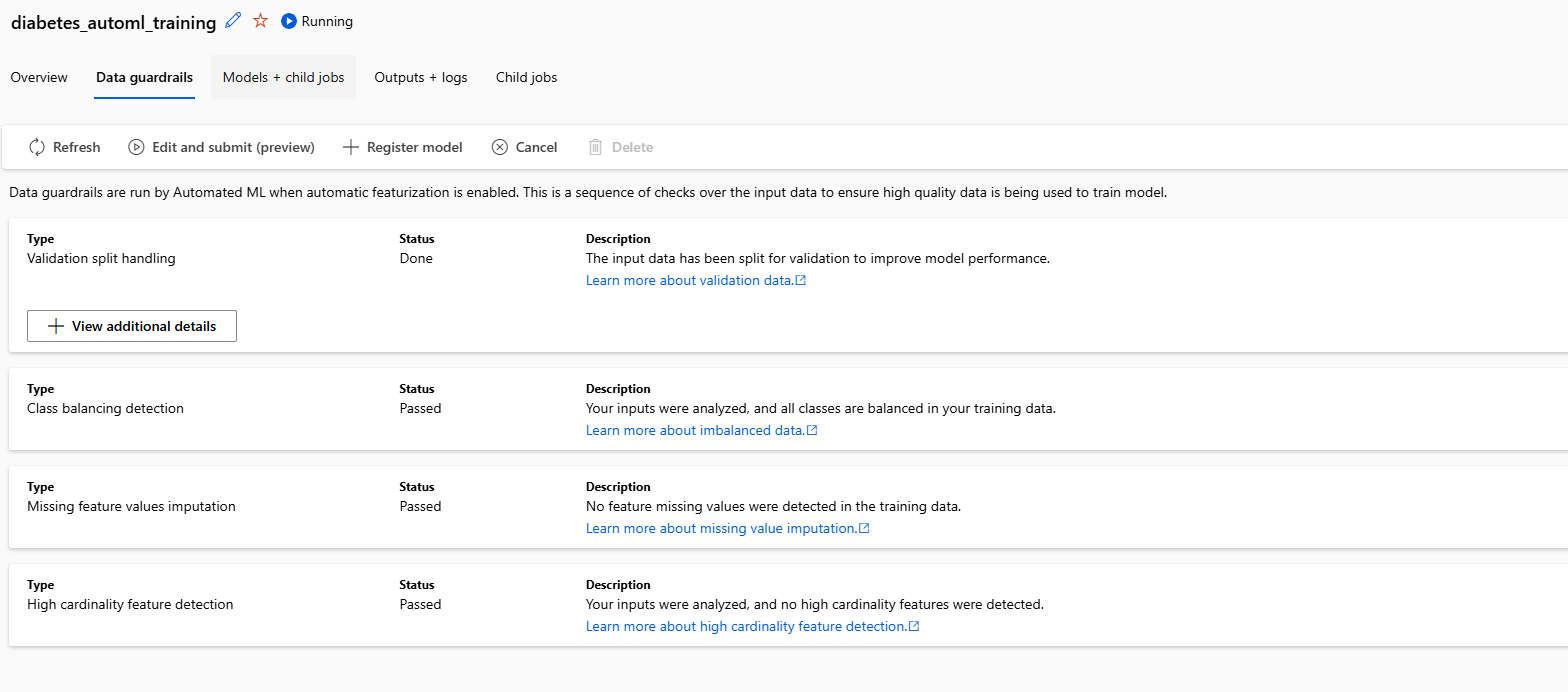 diabetes_automl_training Running
Overview Data guardrails Models + child jobs Outputs + logs Child jobs
Refresh Edit and submit (preview) Register model Cancel Delete
Data guardrails are run by Automated ML when automatic featurization is enabled. This is a sequence of checks over the input data to ensure high quality data is being used to train model.
Type Status Description
Validation split handling Done The input data has been split for validation to improve model performance.
Learn more about validation data.
View additional details
Type Status Description
Class balancing detection Passed Your inputs were analyzed, and all classes are balanced in your training data.
Learn more about imbalanced data.
Type Status Description
Missing feature values imputation Passed No feature missing values were detected in the training data.
Learn more about missing value imputation.
Type Status Description
High cardinality feature detection Passed Your inputs were analyzed, and no high cardinality features were detected.
Learn more about high cardinality feature detection.